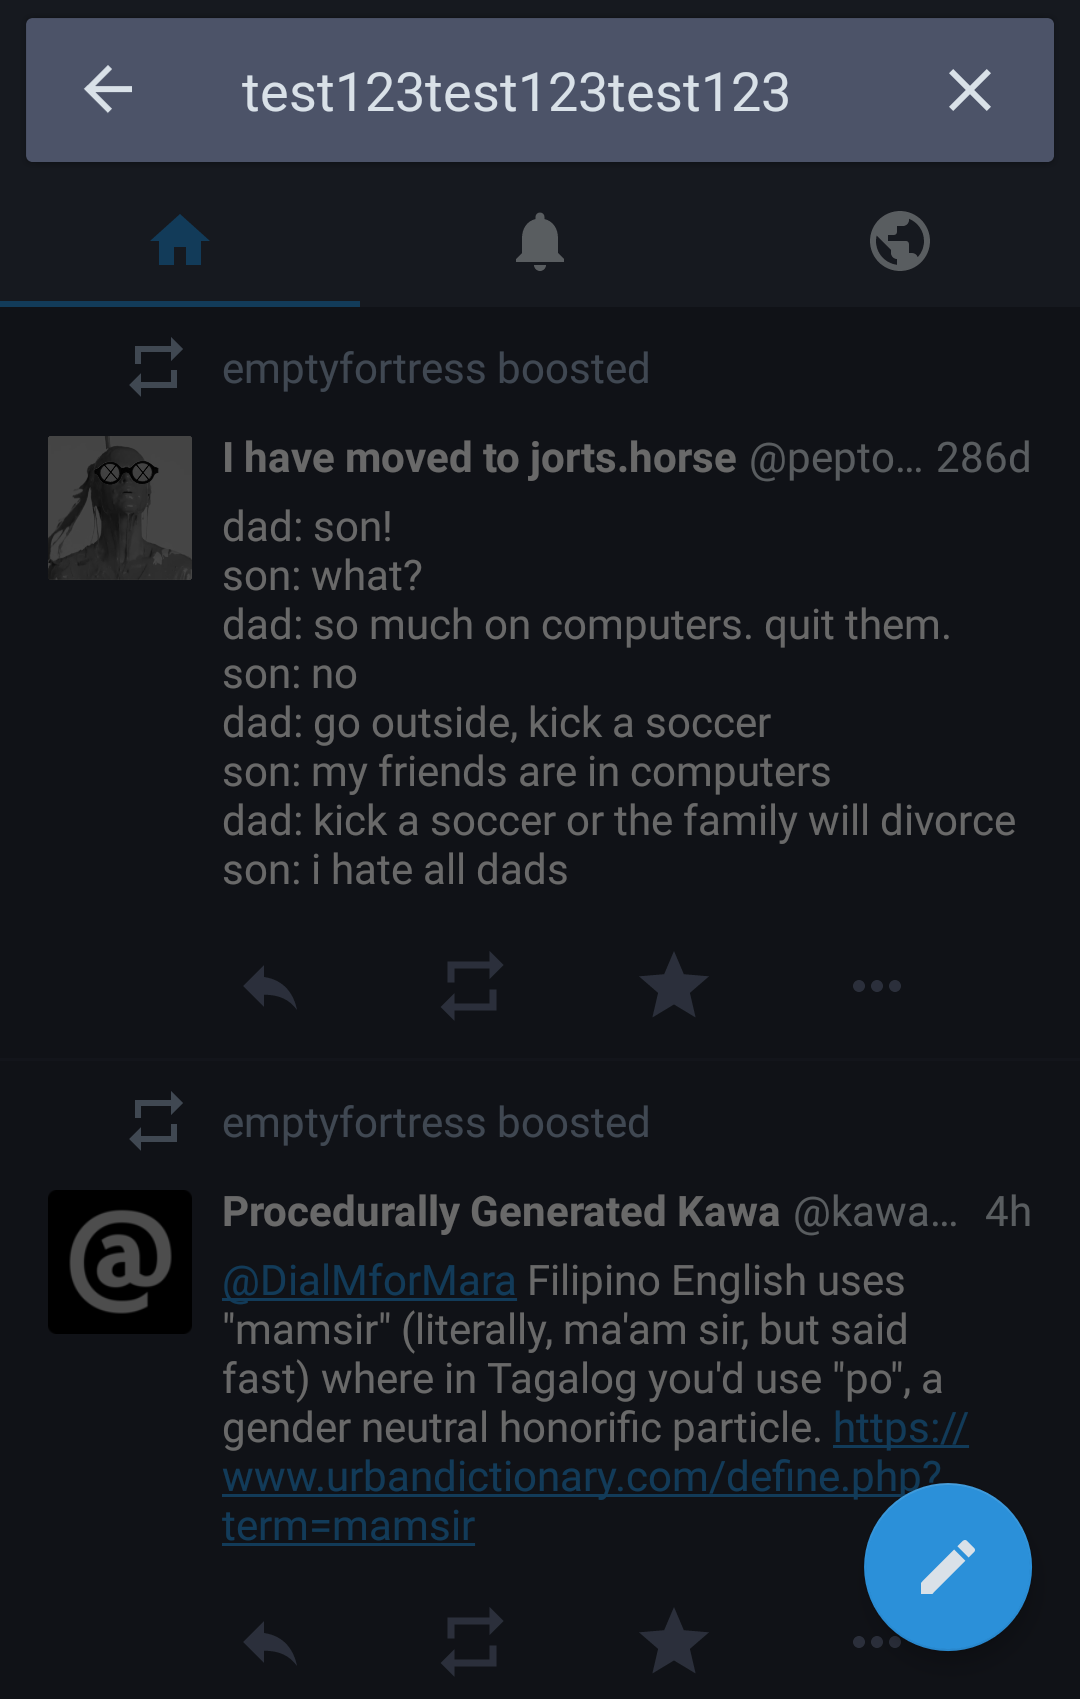 test123test123test123
emptyfortress boosted
I have moved to jorts.horse @pepto… 286d
dad: son!
son: what?
dad: so much on computers. quit them.
son: no
dad: go outside, kick a soccer
son: my friends are in computers
dad: kick a soccer or the family will divorce
son: i hate all dads
emptyfortress boosted
Procedurally Generated Kawa @kawa… 4h
@DialMforMara Filipino English uses
"mamsir" (literally, ma'am sir, but said
fast) where in Tagalog you'd use "po", a
gender neutral honorific particle. https://
www.urbandictionary.com/define.php?
term=mamsir